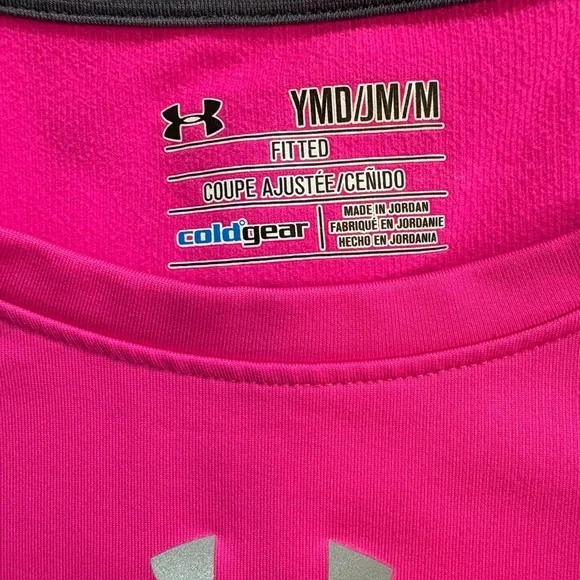 YMD/JM/M
FITTED
COUPE AJUSTÉE/CEÑIDO
coldgear
MADE IN JORDAN
FABRIQUÉ EN JORDANIE
HECHO EN JORDANIA